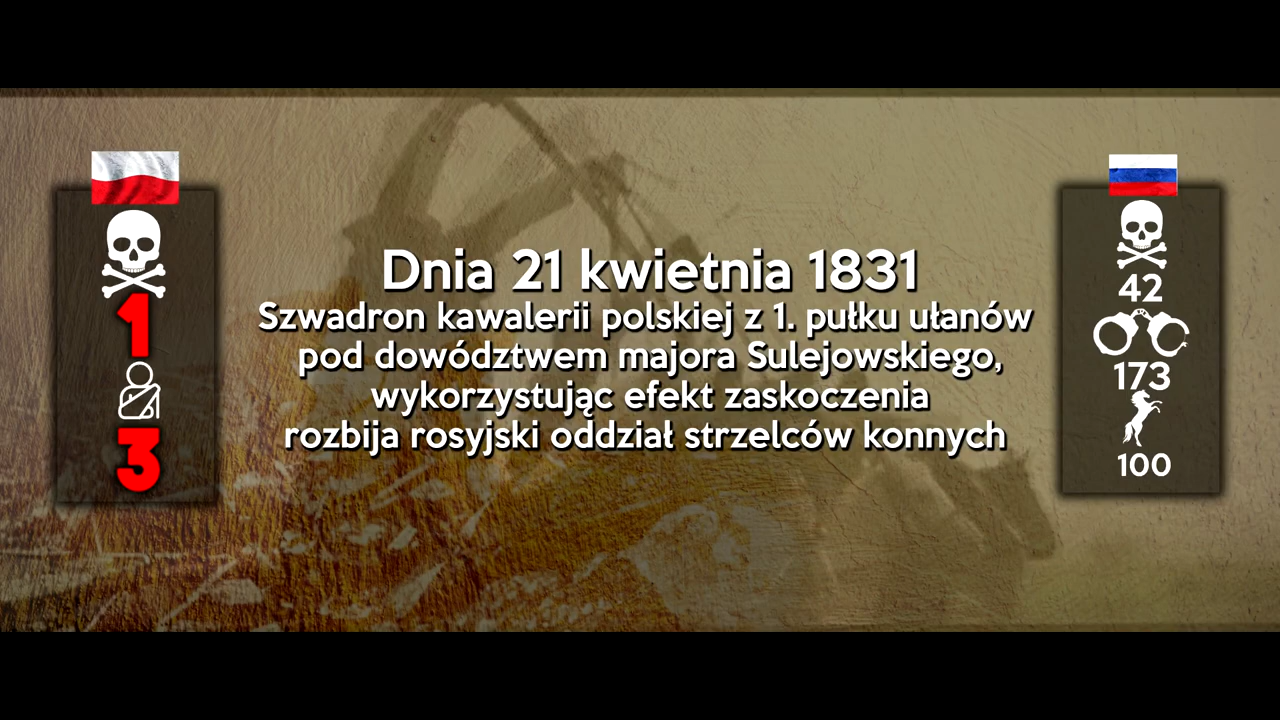 Dnia 21 kwietnia 1831
Szwadron kawalerii polskiej z 1. pułku ułanów
pod dowództwem majora Sulejowskiego,
wykorzystując efekt zaskoczenia
rozbija rosyjski oddział strzelców konnych
1
3
42
173
100